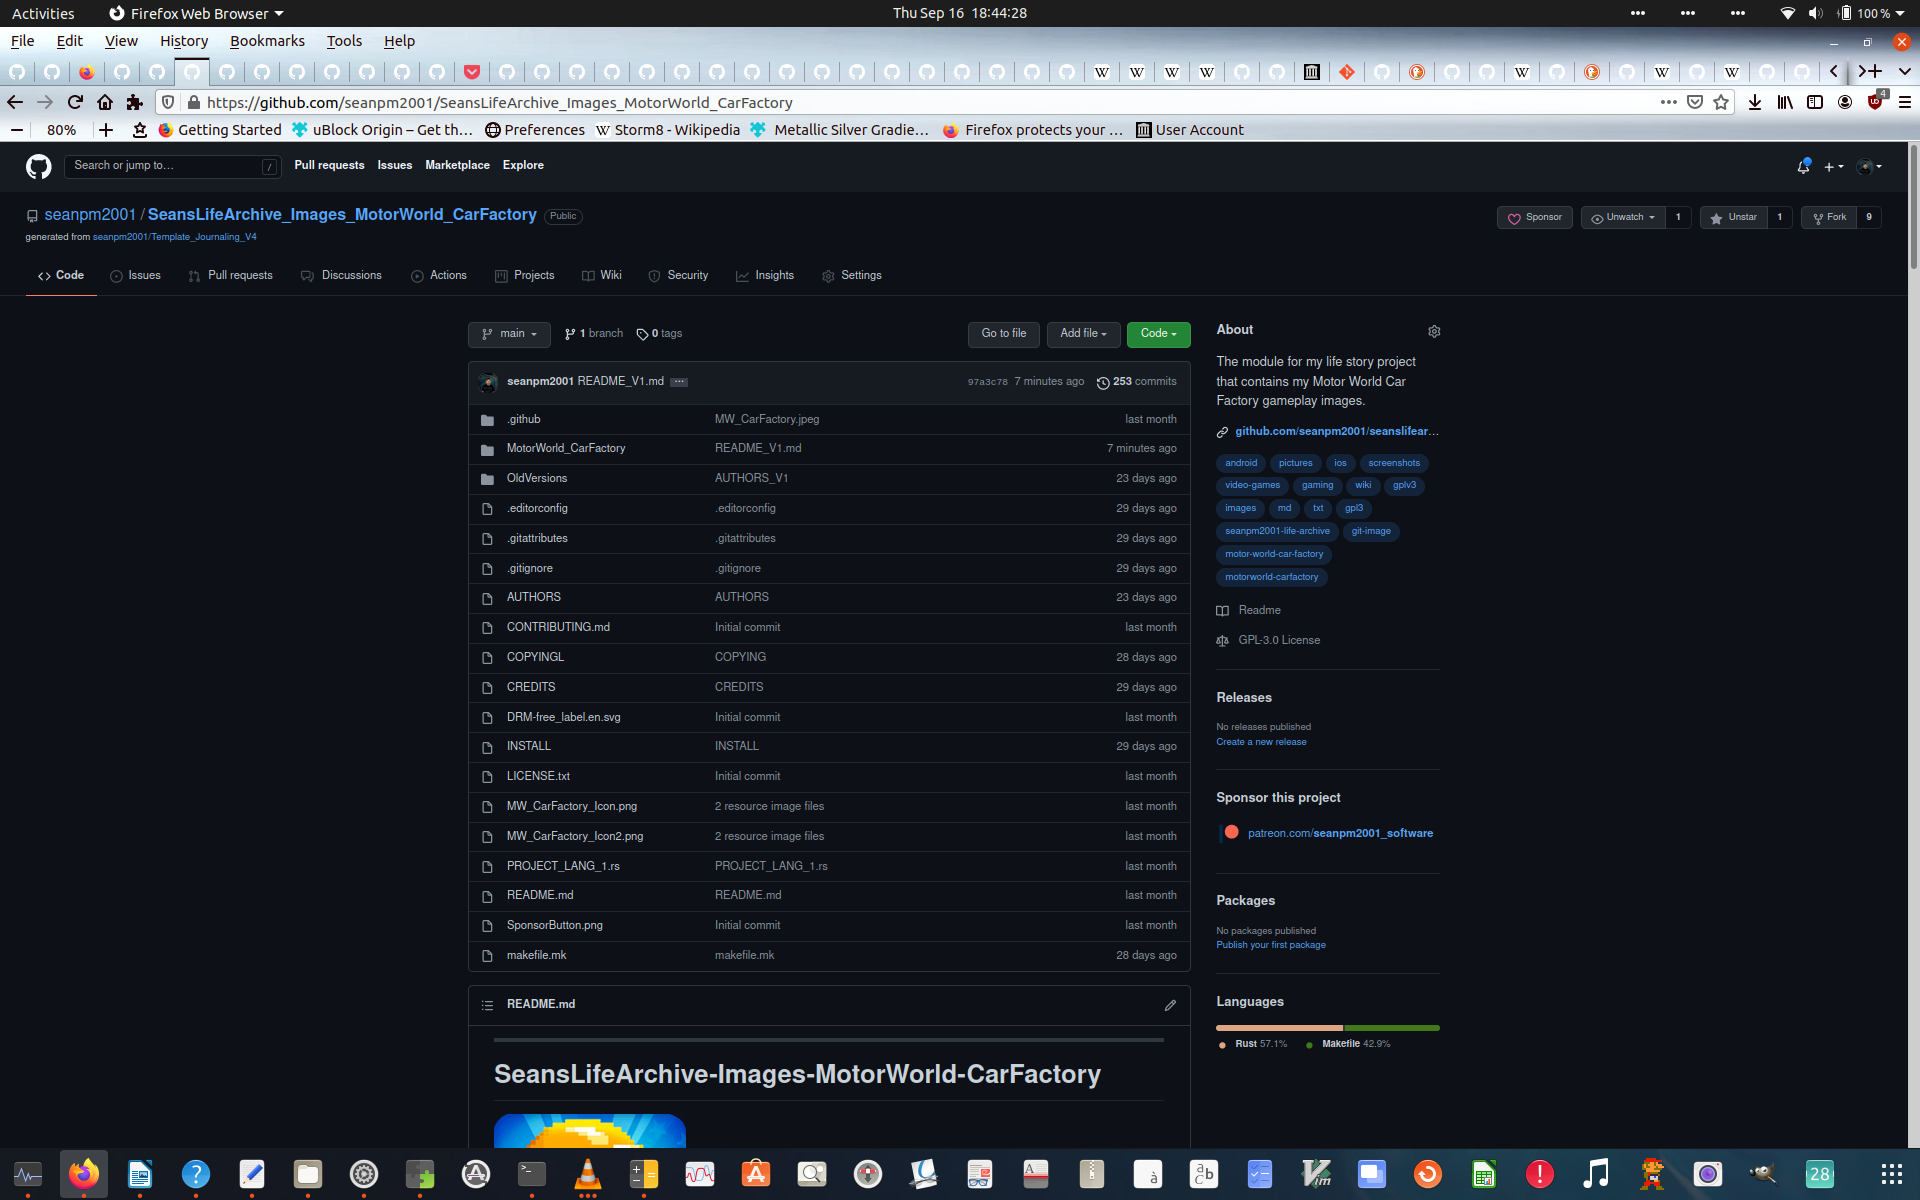 Activities Firefox Web Browser Thu Sep 16 18:44:28 100 %
File Edit View History Bookmarks Tools Help
https://github.com/seanpm2001/SeansLifeArchive_Images_MotorWorld_CarFactory 4
80% Getting Started uBlock Origin – Get th… Preferences Storm8 - Wikipedia Metallic Silver Gradie… Firefox protects your … User Account
Search or jump to… / Pull requests Issues Marketplace Explore
seanpm2001 / SeansLifeArchive_Images_MotorWorld_CarFactory Public Sponsor Unwatch 1 Unstar 1 Fork 9
generated from seanpm2001/Template_Journaling_V4
Code Issues Pull requests Discussions Actions Projects Wiki Security Insights Settings
main 1 branch 0 tags Go to file Add file Code
seanpm2001 README_V1.md ··· 97a3c78 7 minutes ago 253 commits
.github MW_CarFactory.jpeg last month
MotorWorld_CarFactory README_V1.md 7 minutes ago
OldVersions AUTHORS_V1 23 days ago
.editorconfig .editorconfig 29 days ago
.gitattributes .gitattributes 29 days ago
.gitignore .gitignore 29 days ago
AUTHORS AUTHORS 23 days ago
CONTRIBUTING.md Initial commit last month
COPYINGL COPYING 28 days ago
CREDITS CREDITS 29 days ago
DRM-free_label.en.svg Initial commit last month
INSTALL INSTALL 29 days ago
LICENSE.txt Initial commit last month
MW_CarFactory_Icon.png 2 resource image files last month
MW_CarFactory_Icon2.png 2 resource image files last month
PROJECT_LANG_1.rs PROJECT_LANG_1.rs last month
README.md README.md last month
SponsorButton.png Initial commit last month
makefile.mk makefile.mk 28 days ago
README.md
SeansLifeArchive-Images-MotorWorld-CarFactory
About
The module for my life story project
that contains my Motor World Car
Factory gameplay images.
github.com/seanpm2001/seanslifear…
android pictures ios screenshots
video-games gaming wiki gplv3
images md txt gpl3
seanpm2001-life-archive git-image
motor-world-car-factory
motorworld-carfactory
Readme
GPL-3.0 License
Releases
No releases published
Create a new release
Sponsor this project
patreon.com/seanpm2001_software
Packages
No packages published
Publish your first package
Languages
Rust 57.1% Makefile 42.9%
28